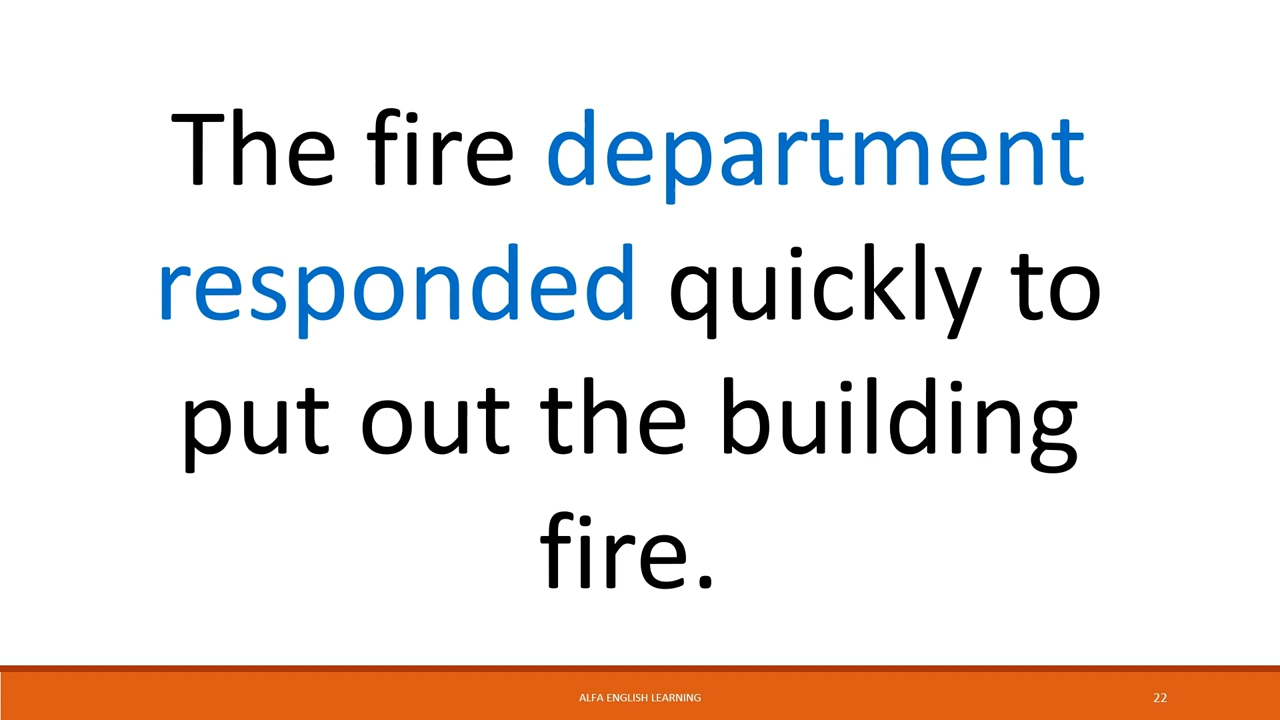 The fire department
responded quickly to
put out the building
fire.
ALFA ENGLISH LEARNING
22